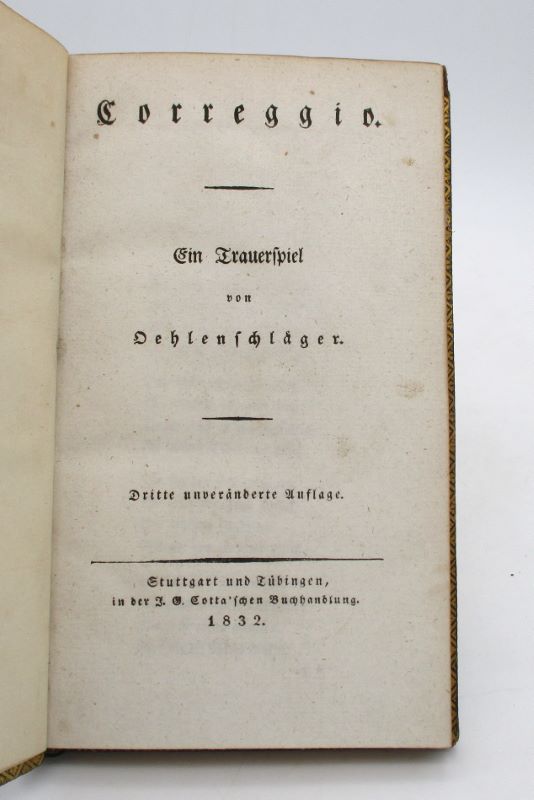 Correggio.
Ein Trauerſpiel
von
Oehlenſchläger.
Dritte unveränderte Auflage.
Stuttgart und Tübingen,
in der J. G. Cotta'ſchen Buchhandlung.
1832.